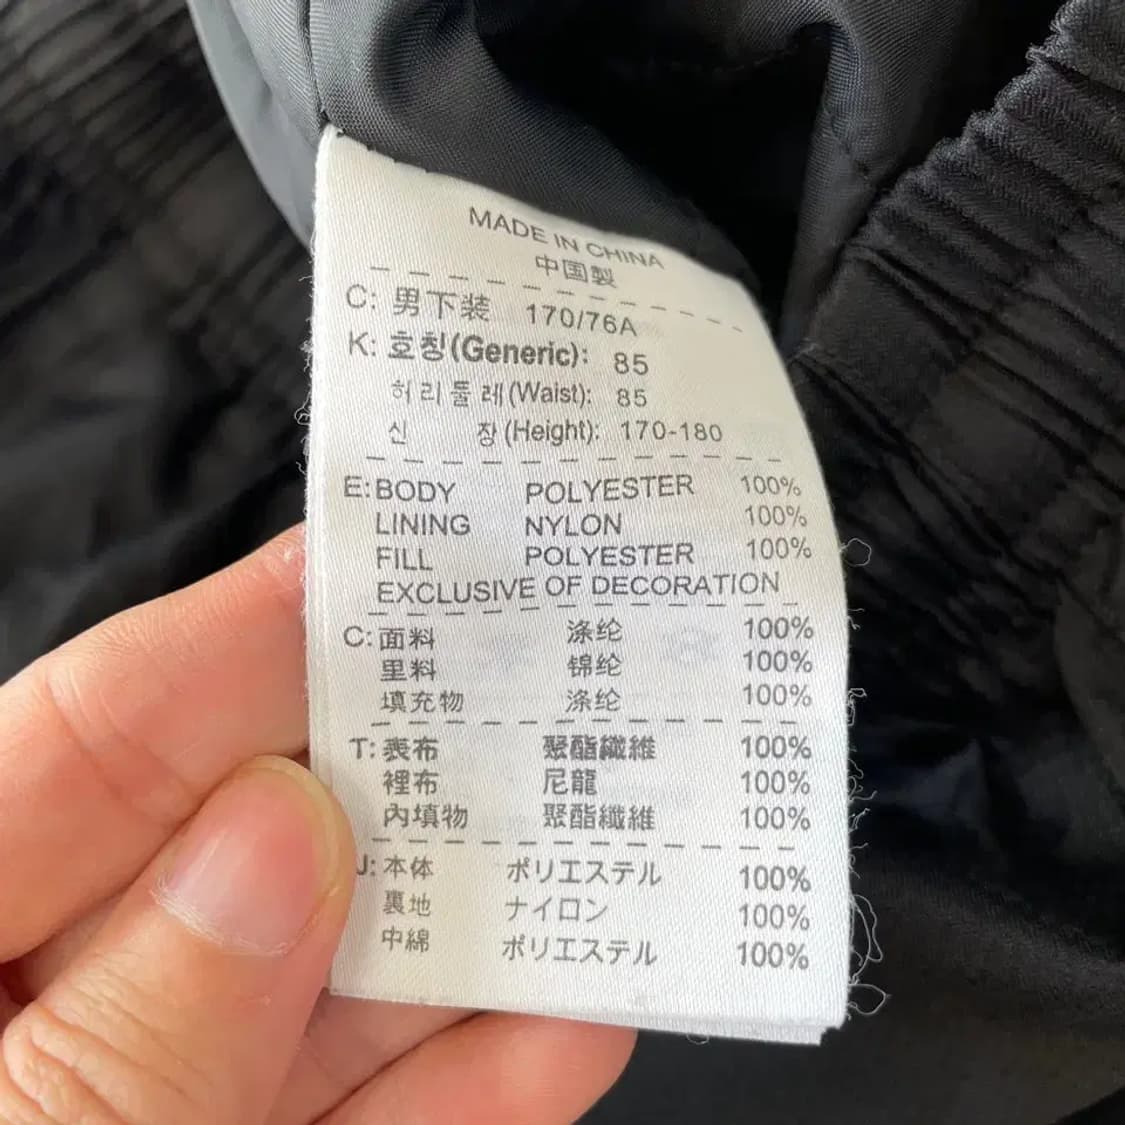 MADE IN CHINA
中国製
C: 男下装 170/76A
K: 호칭(Generic): 85
허리둘레(Waist): 85
신 장(Height): 170-180
E: BODY POLYESTER 100%
LINING NYLON 100%
FILL POLYESTER 100%
EXCLUSIVE OF DECORATION
C: 面料 涤纶 100%
里料 锦纶 100%
填充物 涤纶 100%
T: 表布 聚酯纖維 100%
裡布 尼龍 100%
內填物 聚酯纖維 100%
J: 本体 ポリエステル 100%
裏地 ナイロン 100%
中綿 ポリエステル 100%